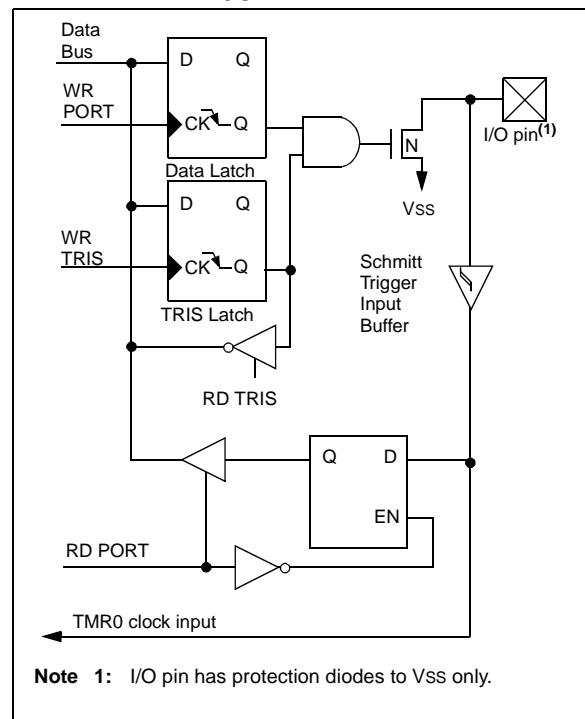 Data
Bus
D Q
WR
PORT
CK Q
Data Latch
D Q
WR
TRIS
CK Q
TRIS Latch
RD TRIS
N
VSS
I/O pin(1)
Schmitt
Trigger
Input
Buffer
Q D
EN
RD PORT
TMR0 clock input
Note 1: I/O pin has protection diodes to VSS only.